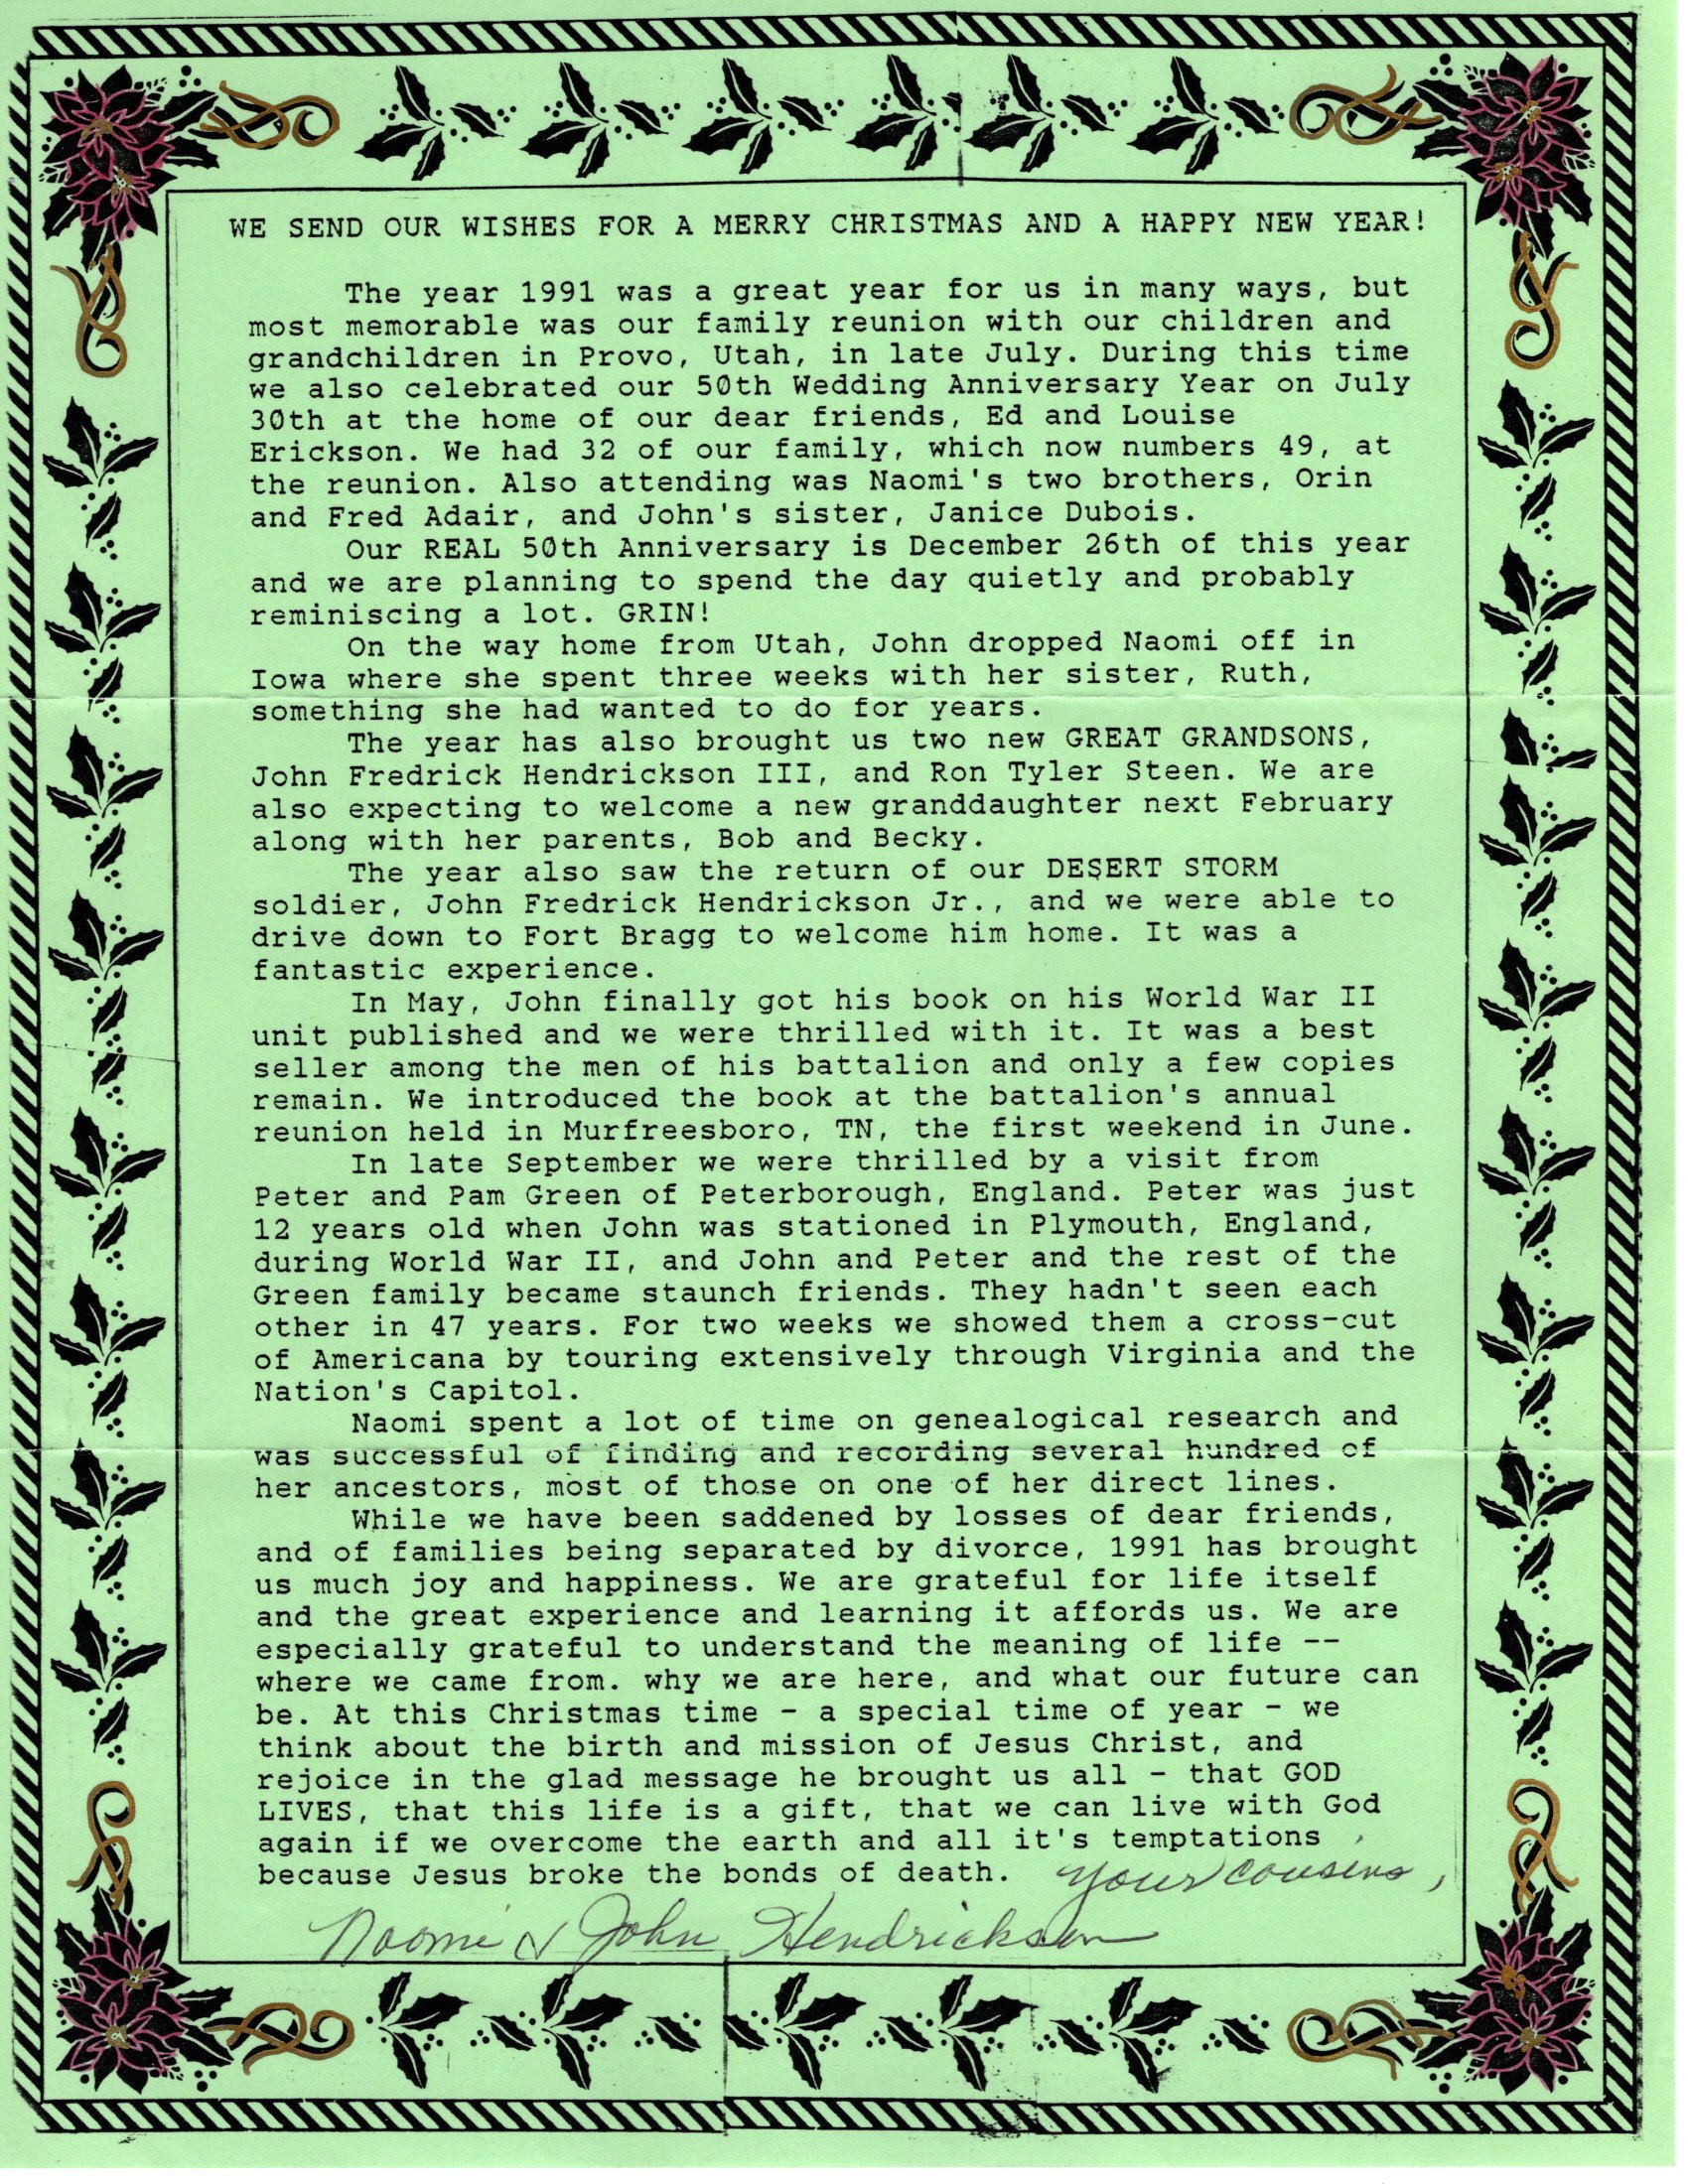 WE SEND OUR WISHES FOR A MERRY CHRISTMAS AND A HAPPY NEW YEAR!
The year 1991 was a great year for us in many ways, but
most memorable was our family reunion with our children and
grandchildren in Provo, Utah, in late July. During this time
we also celebrated our 50th Wedding Anniversary Year on July
30th at the home of our dear friends, Ed and Louise
Erickson. We had 32 of our family, which now numbers 49, at
the reunion. Also attending was Naomi's two brothers, Orin
and Fred Adair, and John's sister, Janice Dubois.
Our REAL 50th Anniversary is December 26th of this year
and we are planning to spend the day quietly and probably
reminiscing a lot. GRIN!
On the way home from Utah, John dropped Naomi off in
Iowa where she spent three weeks with her sister, Ruth,
something she had wanted to do for years.
The year has also brought us two new GREAT GRANDSONS,
John Fredrick Hendrickson III, and Ron Tyler Steen. We are
also expecting to welcome a new granddaughter next February
along with her parents, Bob and Becky.
The year also saw the return of our DESERT STORM
soldier, John Fredrick Hendrickson Jr., and we were able to
drive down to Fort Bragg to welcome him home. It was a
fantastic experience.
In May, John finally got his book on his World War II
unit published and we were thrilled with it. It was a best
seller among the men of his battalion and only a few copies
remain. We introduced the book at the battalion's annual
reunion held in Murfreesboro, TN, the first weekend in June.
In late September we were thrilled by a visit from
Peter and Pam Green of Peterborough, England. Peter was just
12 years old when John was stationed in Plymouth, England,
during World War II, and John and Peter and the rest of the
Green family became staunch friends. They hadn't seen each
other in 47 years. For two weeks we showed them a cross-cut
of Americana by touring extensively through Virginia and the
Nation's Capitol.
Naomi spent a lot of time on genealogical research and
was successful of finding and recording several hundred of
her ancestors, most of those on one of her direct lines.
While we have been saddened by losses of dear friends,
and of families being separated by divorce, 1991 has brought
us much joy and happiness. We are grateful for life itself
and the great experience and learning it affords us. We are
especially grateful to understand the meaning of life --
where we came from. why we are here, and what our future can
be. At this Christmas time - a special time of year - we
think about the birth and mission of Jesus Christ, and
rejoice in the glad message he brought us all - that GOD
LIVES, that this life is a gift, that we can live with God
again if we overcome the earth and all it's temptations
because Jesus broke the bonds of death. Your cousins,
Naomi & John Hendrickson